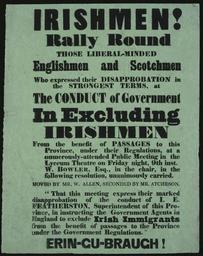 IRISHMEN!
Rally Round
THOSE LIBERAL-MINDED
Englishmen and Scotchmen
Who expressed their DISAPPROBATION in
the STRONGEST TERMS, at
The CONDUCT of Government
In Excluding
IRISHMEN
From the benefit of PASSAGES to this
Province, under their Regulations, at a
numerously-attended Public Meeting in the
Lyceum Theatre on Friday night, 9th inst.
W. BOWLER, Esq., in the chair, in the
following resolution, unanimously carried.
MOVED BY MR. W. ALLEN, SECONDED BY MR. AYCHISON.
"That this meeting express their marked
disapprobation of the conduct of I. E.
FEATHERSTON, Superintendent of this Pro-
vince, in instructing the Government Agents in
England to exclude Irish Immigrants
from the benefit of passages to the Province
under the Government Regulations.
ERIN-GU-BRAUGH!